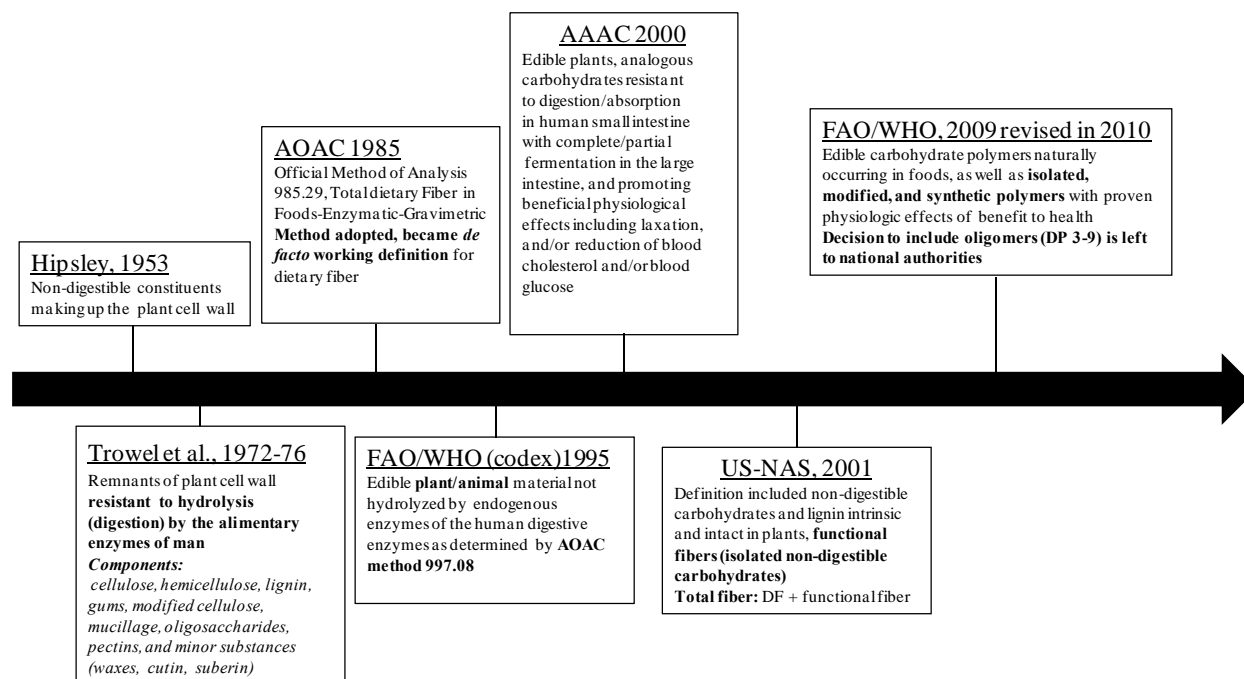 Hipsley, 1953
Non-digestible constituents
making up the plant cell wall
Trowel et al., 1972-76
Remnants of plant cell wall
resistant to hydrolysis
(digestion) by the alimentary
enzymes of man
Components:
cellulose, hemicellulose, lignin,
gums, modified cellulose,
mucillage, oligosaccharides,
pectins, and minor substances
(waxes, cutin, suberin)
AOAC 1985
Official Method of Analysis
985.29, Total dietary Fiber in
Foods-Enzymatic-Gravimetric
Method adopted, became de
facto working definition for
dietary fiber
FAO/WHO (codex)1995
Edible plant/animal material not
hydrolyzed by endogenous
enzymes of the human digestive
enzymes as determined by AOAC
method 997.08
AAAC 2000
Edible plants, analogous
carbohydrates resistant
to digestion/absorption
in human small intestine
with complete/partial
fermentation in the large
intestine, and promoting
beneficial physiological
effects including laxation,
and/or reduction of blood
cholesterol and/or blood
glucose
US-NAS, 2001
Definition included non-digestible
carbohydrates and lignin intrinsic
and intact in plants, functional
fibers (isolated non-digestible
carbohydrates)
Total fiber: DF + functional fiber
FAO/WHO, 2009 revised in 2010
Edible carbohydrate polymers naturally
occurring in foods, as well as isolated,
modified, and synthetic polymers with proven
physiologic effects of benefit to health
Decision to include oligomers (DP 3-9) is left
to national authorities